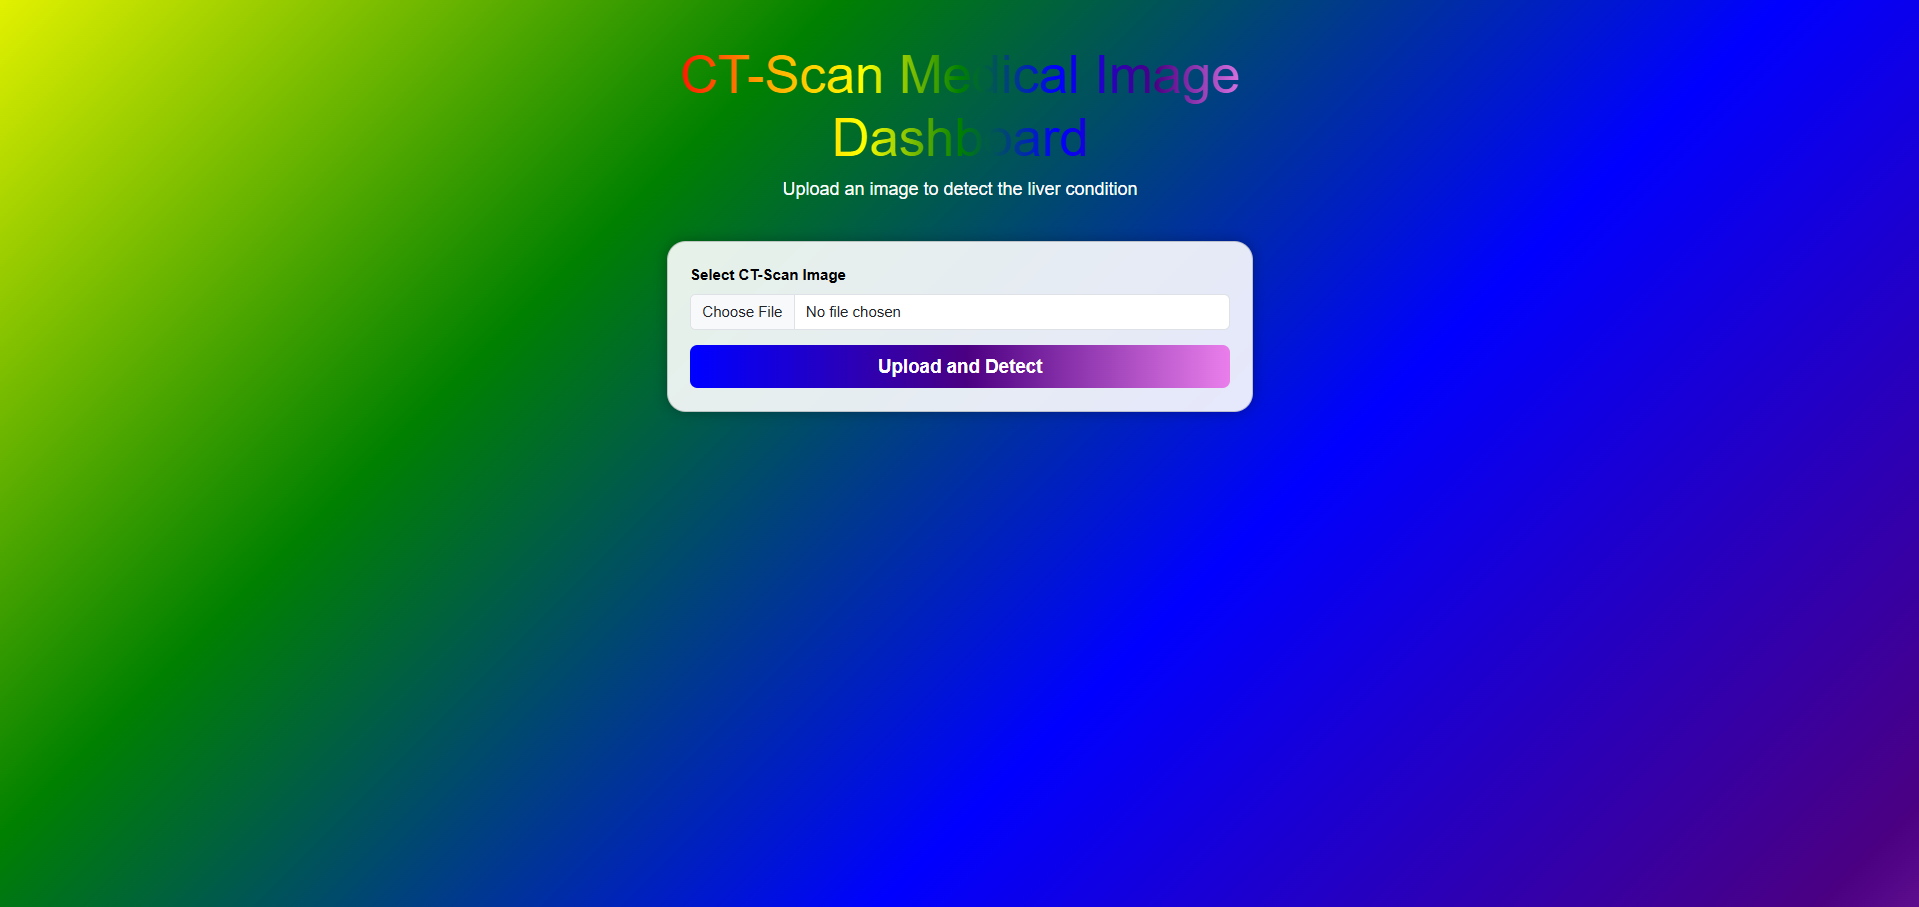 CT-Scan Medical Image
Dashboard
Upload an image to detect the liver condition
Select CT-Scan Image
Choose File No file chosen
Upload and Detect